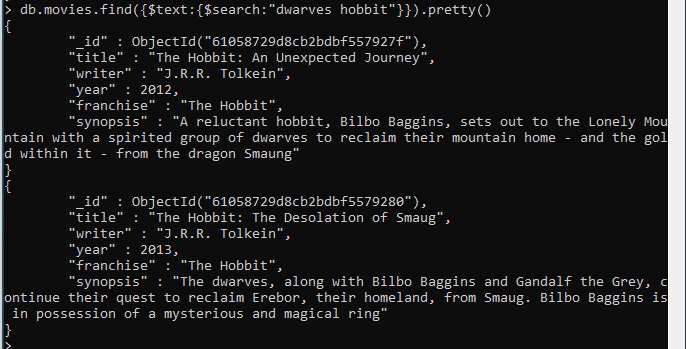 > db.movies.find({$text:{$search:"dwarves hobbit"}}).pretty()
{
        "_id" : ObjectId("61058729d8cb2bdbf557927f"),
        "title" : "The Hobbit: An Unexpected Journey",
        "writer" : "J.R.R. Tolkein",
        "year" : 2012,
        "franchise" : "The Hobbit",
        "synopsis" : "A reluctant hobbit, Bilbo Baggins, sets out to the Lonely Mou
ntain with a spirited group of dwarves to reclaim their mountain home - and the gol
d within it - from the dragon Smaung"
}
{
        "_id" : ObjectId("61058729d8cb2bdbf5579280"),
        "title" : "The Hobbit: The Desolation of Smaug",
        "writer" : "J.R.R. Tolkein",
        "year" : 2013,
        "franchise" : "The Hobbit",
        "synopsis" : "The dwarves, along with Bilbo Baggins and Gandalf the Grey, c
ontinue their quest to reclaim Erebor, their homeland, from Smaug. Bilbo Baggins is
 in possession of a mysterious and magical ring"
}
>